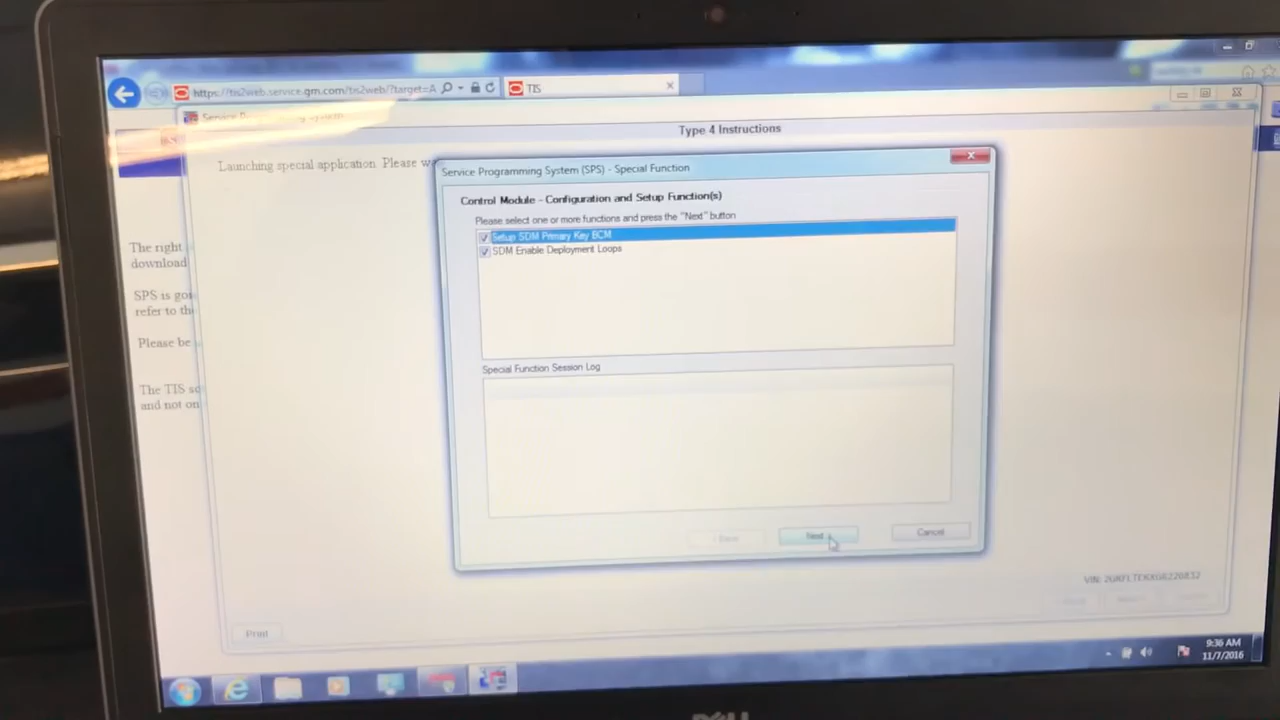 https://tis2web.service.gm.com/tis2web/?target=A
TIS
Type 4 Instructions
Launching special application. Please w
Service Programming System (SPS) - Special Function
Control Module - Configuration and Setup Function(s)
Please select one or more functions and press the "Next" button
Setup SDM Primary Key BCM
SDM Enable Deployment Loops
The right
download
SPS is go
refer to th
Please be
The TIS so
and not on
Special Function Session Log
Next
Cancel
Print
9:36 AM
11/7/2016
DELL